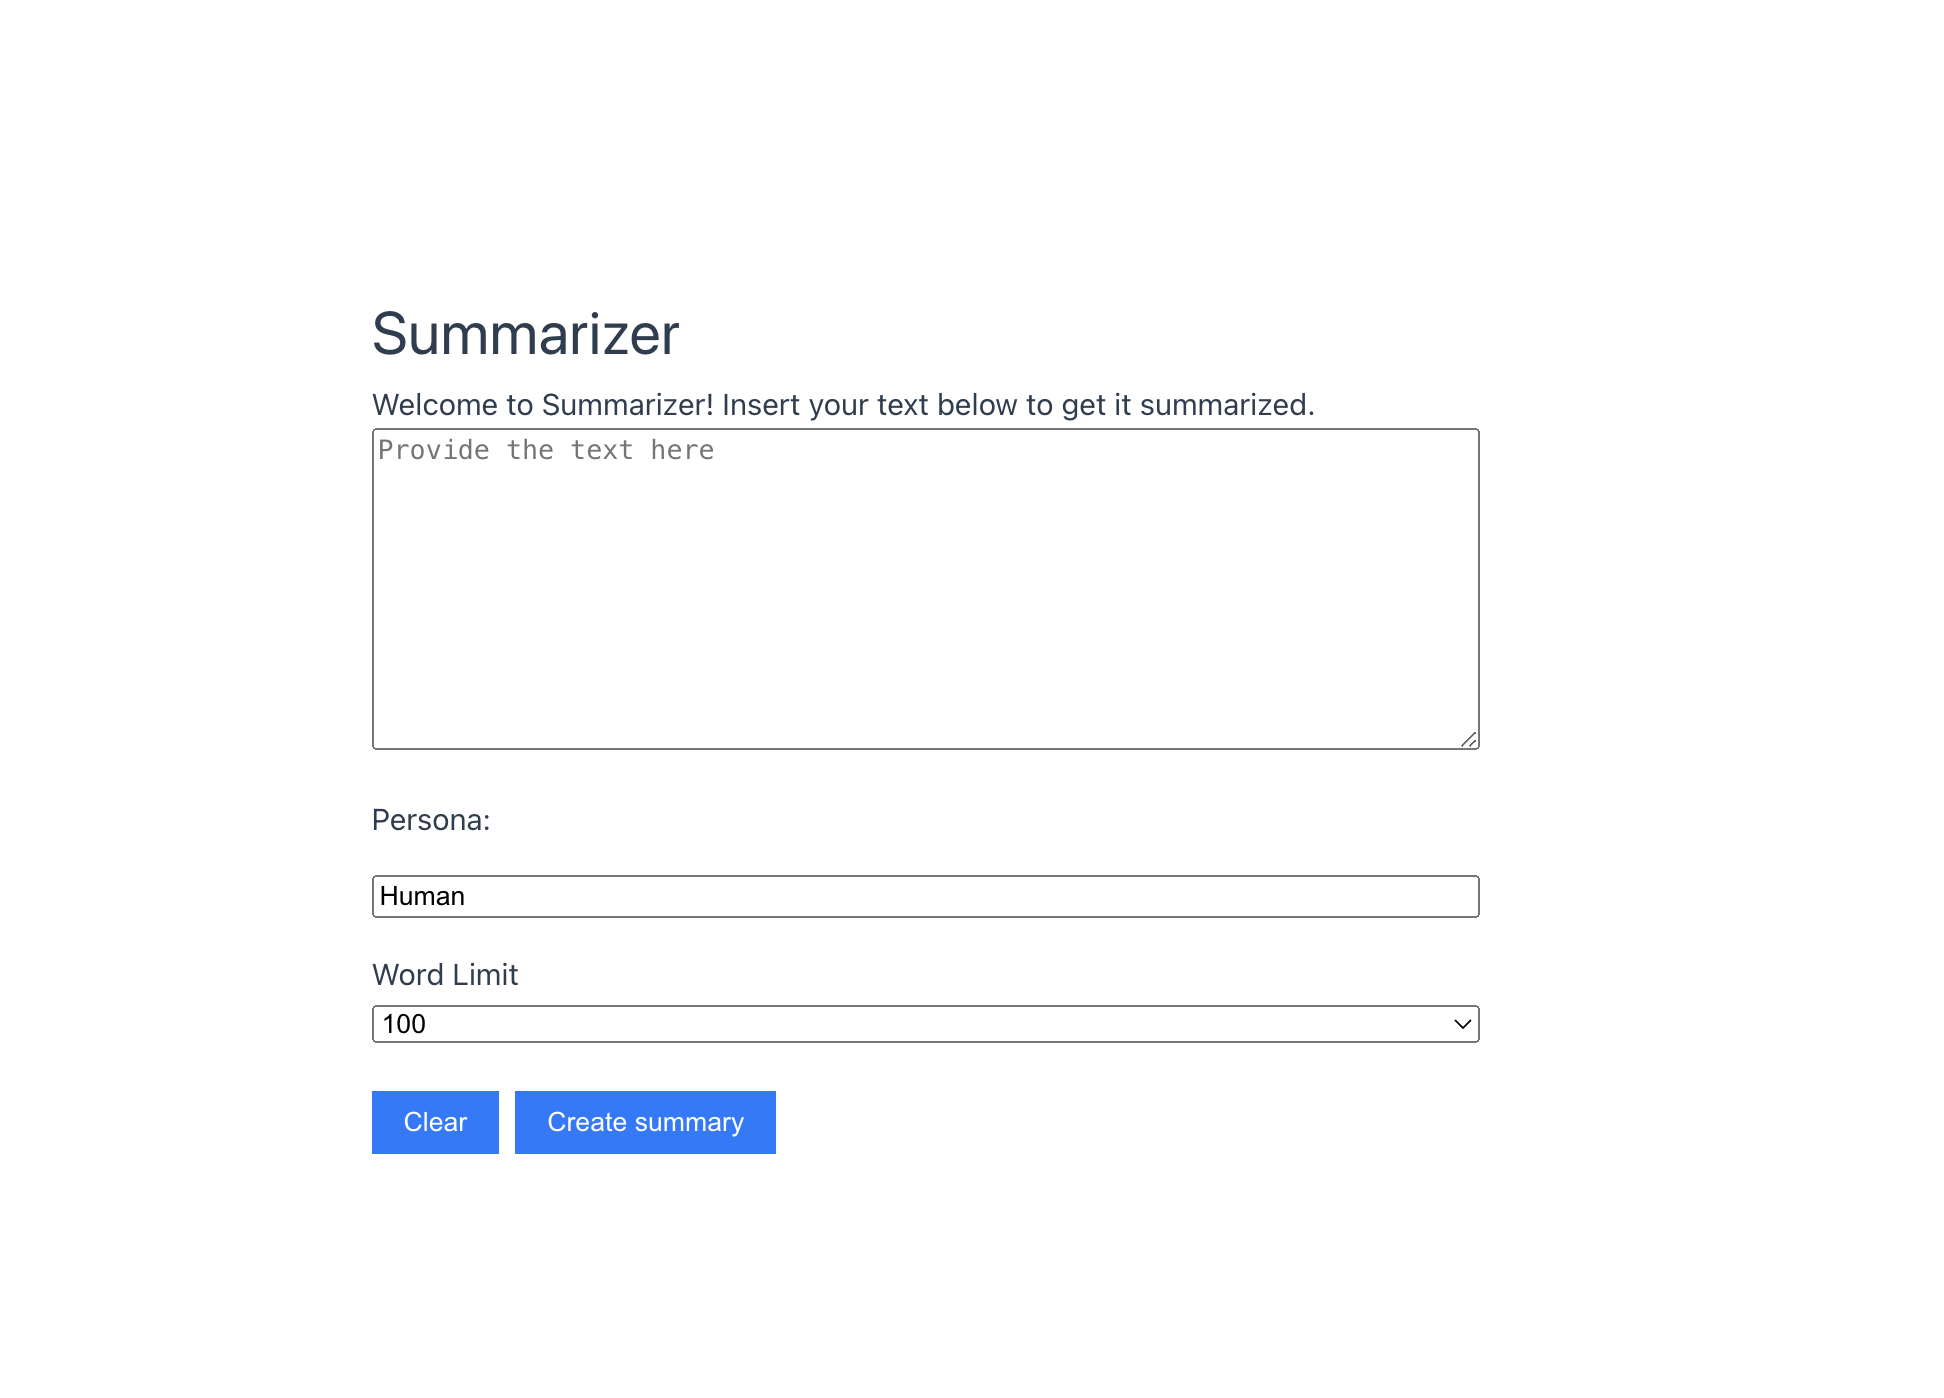 Summarizer
Welcome to Summarizer! Insert your text below to get it summarized.
Provide the text here
Persona:
Human
Word Limit
100
Clear Create summary